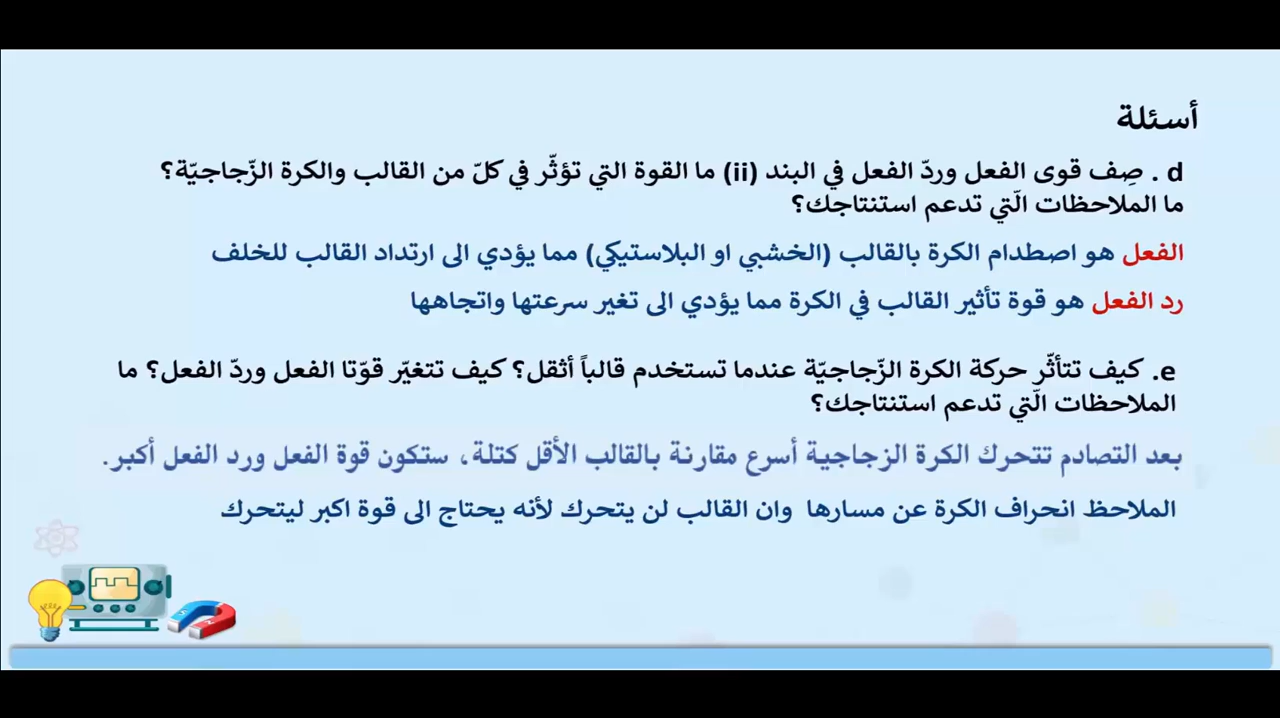 أسئلة
d . صِف قوى الفعل وردّ الفعل في البند (ii) ما القوة التي تؤثّر في كلّ من القالب والكرة الزّجاجيّة؟
ما الملاحظات الّتي تدعم استنتاجك؟
الفعل هو اصطدام الكرة بالقالب (الخشبي او البلاستيكي) مما يؤدي الى ارتداد القالب للخلف
رد الفعل هو قوة تأثير القالب في الكرة مما يؤدي الى تغير سرعتها واتجاهها
e. كيف تتأثّر حركة الكرة الزّجاجيّة عندما تستخدم قالباً أثقل؟ كيف تتغيّر قوّتا الفعل وردّ الفعل؟ ما
الملاحظات الّتي تدعم استنتاجك؟
بعد التصادم تتحرك الكرة الزجاجية أسرع مقارنة بالقالب الأقل كتلة، ستكون قوة الفعل ورد الفعل أكبر.
الملاحظ انحراف الكرة عن مسارها وان القالب لن يتحرك لأنه يحتاج الى قوة اكبر ليتحرك